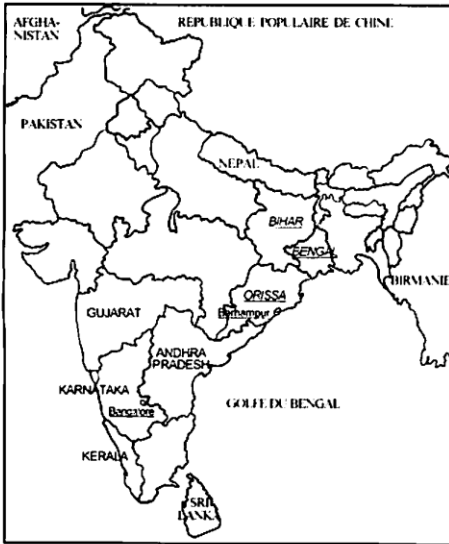 AFGHA-
NISTAN
REPUBLIQUE POPULAIRE DE CHINE
PAKISTAN
NEPAL
BIHAR
BENGAL
BIRMANIE
ORISSA
Berhampur
GUJARAT
ANDHRA
PRADESH
KARNATAKA
Bangalore
GOLFE DU BENGAL
KERALA
SRI
LANKA